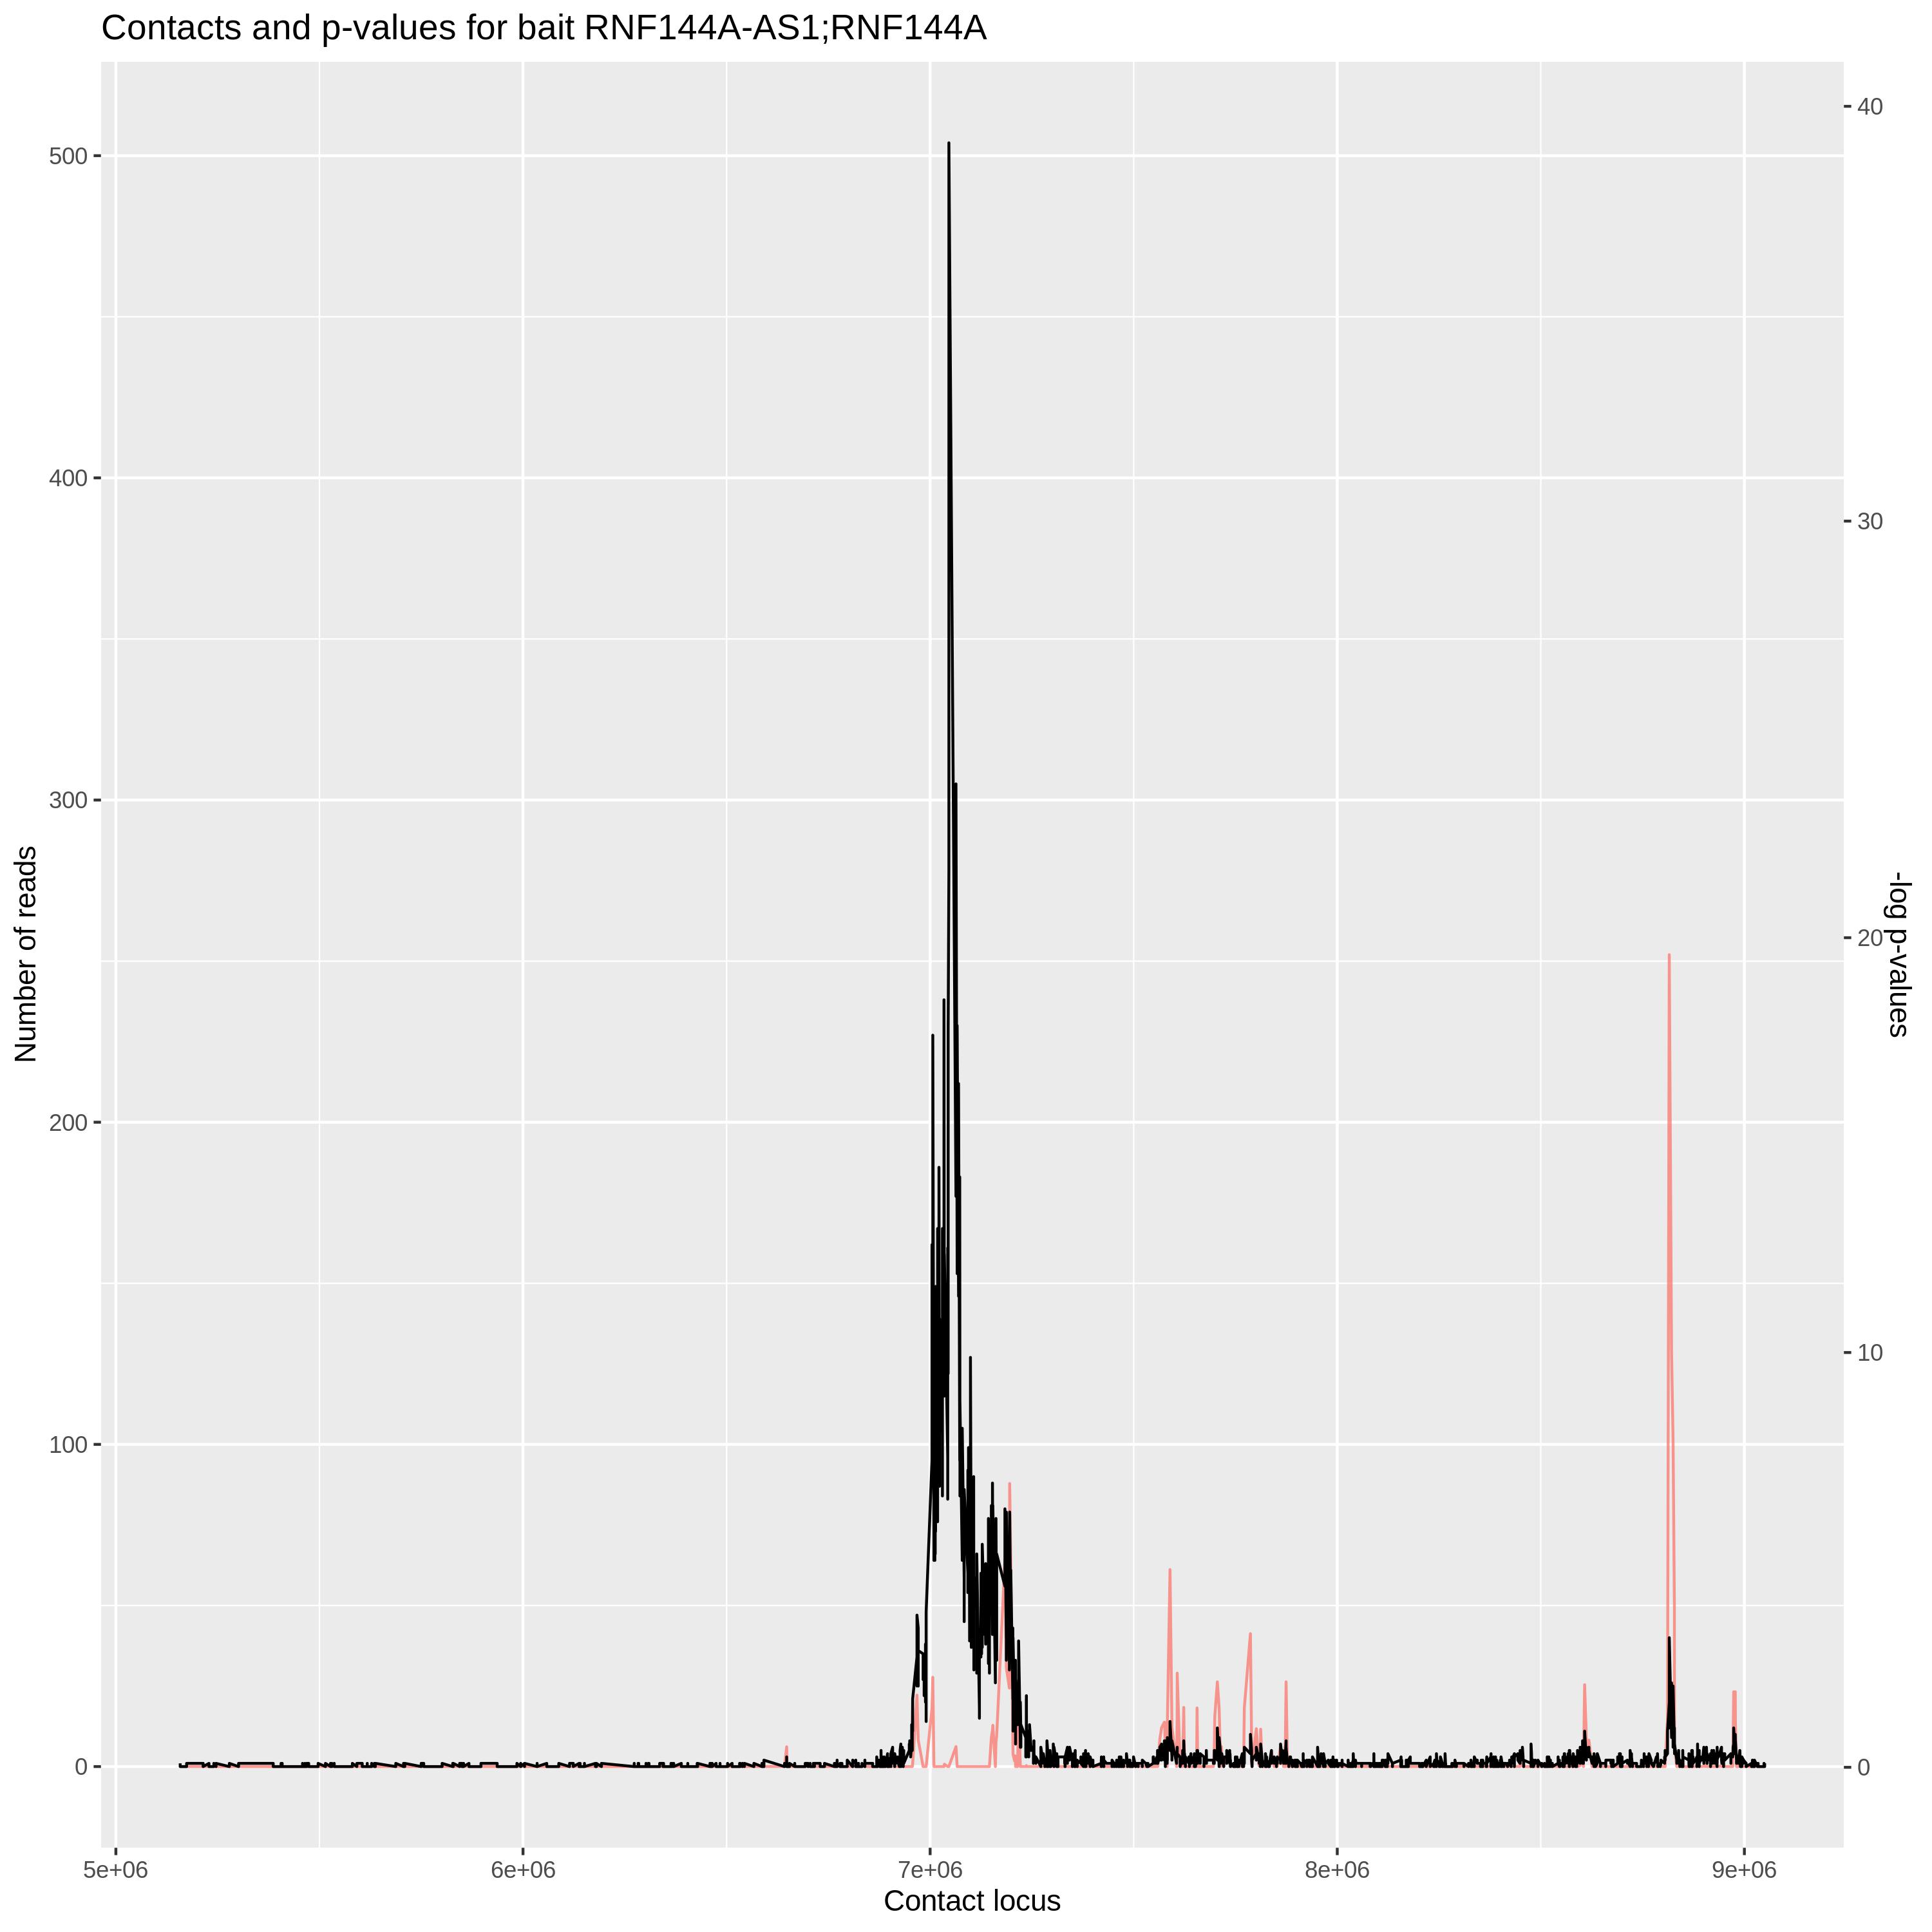 Contacts and p-values for bait RNF144A-AS1;RNF144A
500
400
300
200
100
0
Number of reads
40
30
20
10
0
-log p-values
5e+06 6e+06 7e+06 8e+06 9e+06
Contact locus